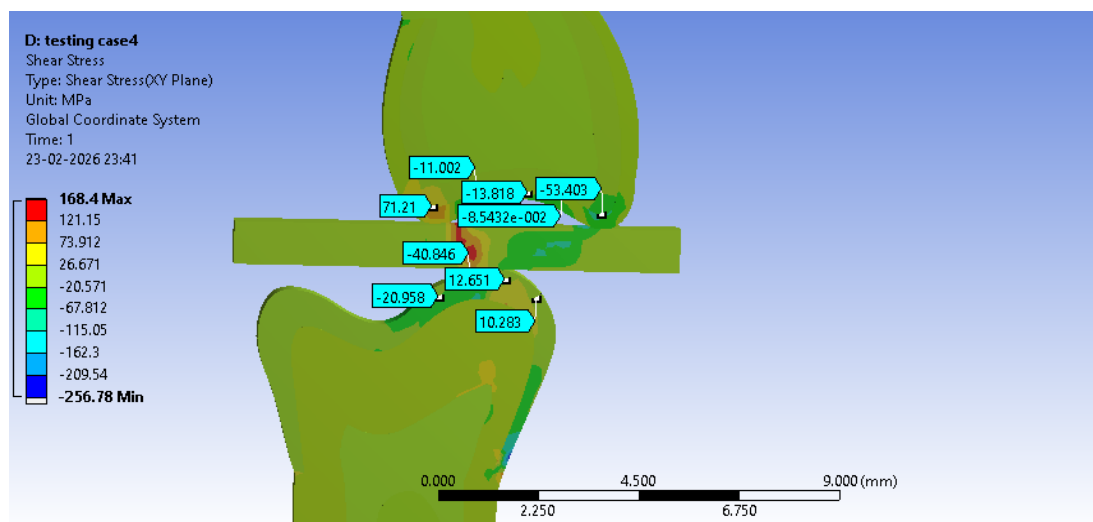 D: testing case4
Shear Stress
Type: Shear Stress(XY Plane)
Unit: MPa
Global Coordinate System
Time: 1
23-02-2026 23:41
168.4 Max
121.15
73.912
26.671
-20.571
-67.812
-115.05
-162.3
-209.54
-256.78 Min
-11.002
-13.818
-53.403
71.21
-8.5432e-002
-40.846
12.651
-20.958
10.283
0.000
4.500
9.000 (mm)
2.250
6.750